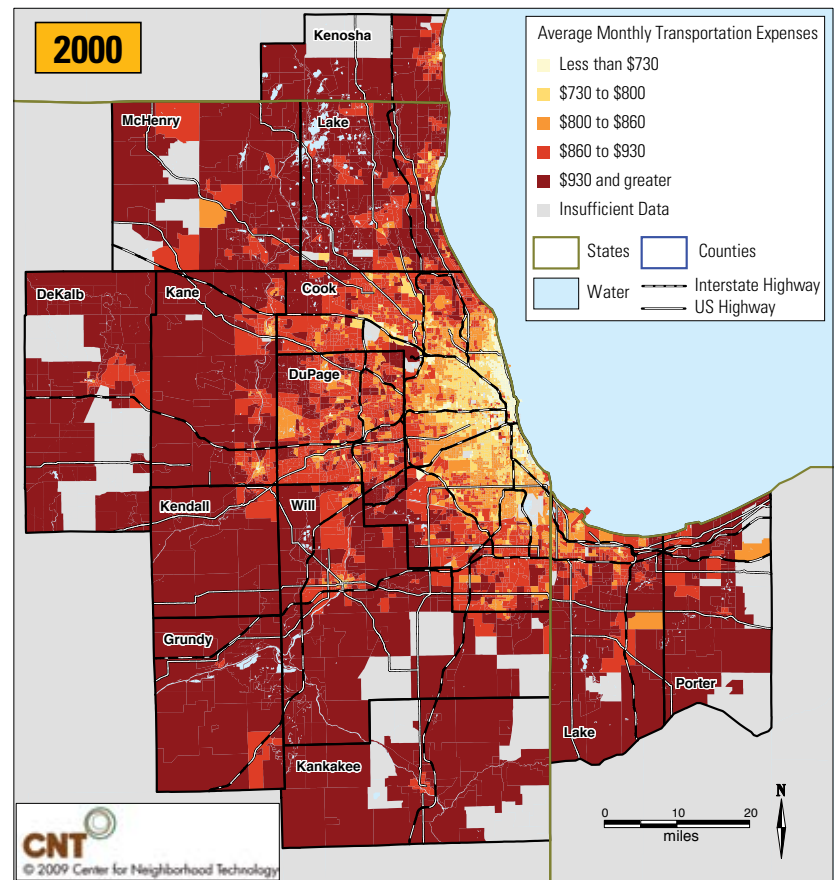 2000
Kenosha
McHenry
Lake
DeKalb
Kane
Cook
DuPage
Kendall
Will
Grundy
Kankakee
Lake
Porter
Average Monthly Transportation Expenses
Less than $730
$730 to $800
$800 to $860
$860 to $930
$930 and greater
Insufficient Data
States
Counties
Water
Interstate Highway
US Highway
N
0 10 20
miles
CNT
© 2009 Center for Neighborhood Technology